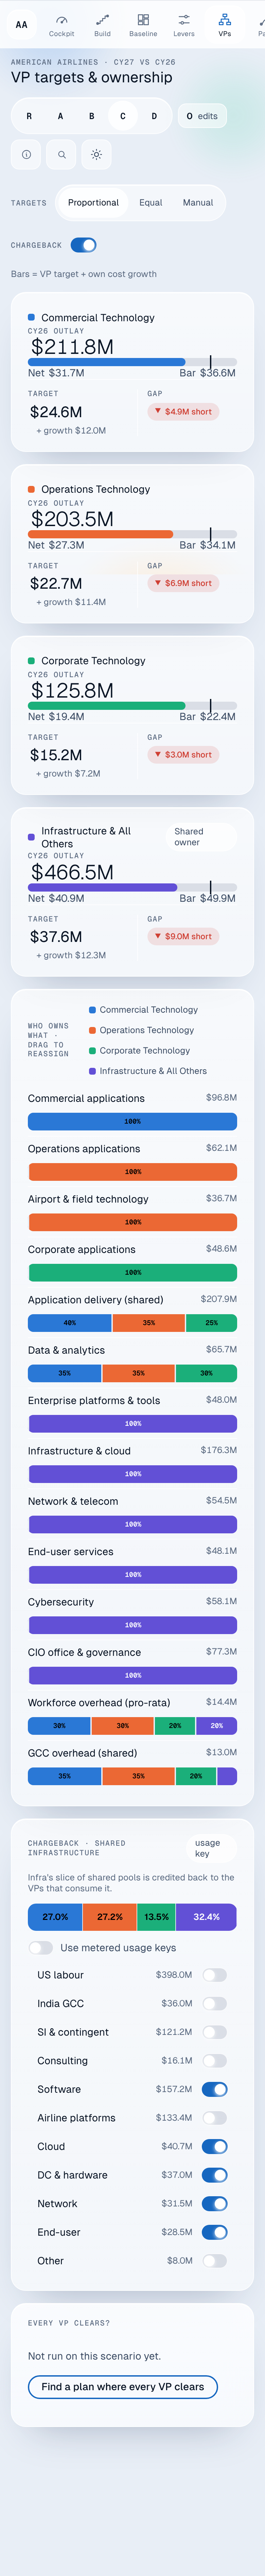 AA
Cockpit
Build
Baseline
Levers
VPs
Pa
AMERICAN AIRLINES · CY27 VS CY26
VP targets & ownership
R A B C D
0 edits
TARGETS
Proportional Equal Manual
CHARGEBACK
Bars = VP target + own cost growth
Commercial Technology
CY26 OUTLAY
$211.8M
Net $31.7M Bar $36.6M
TARGET GAP
$24.6M ▼ $4.9M short
+ growth $12.0M
Operations Technology
CY26 OUTLAY
$203.5M
Net $27.3M Bar $34.1M
TARGET GAP
$22.7M ▼ $6.9M short
+ growth $11.4M
Corporate Technology
CY26 OUTLAY
$125.8M
Net $19.4M Bar $22.4M
TARGET GAP
$15.2M ▼ $3.0M short
+ growth $7.2M
Infrastructure & All
Others
Shared
owner
CY26 OUTLAY
$466.5M
Net $40.9M Bar $49.9M
TARGET GAP
$37.6M ▼ $9.0M short
+ growth $12.3M
WHO OWNS
WHAT ·
DRAG TO
REASSIGN
Commercial Technology
Operations Technology
Corporate Technology
Infrastructure & All Others
Commercial applications $96.8M
100%
Operations applications $62.1M
100%
Airport & field technology $36.7M
100%
Corporate applications $48.6M
100%
Application delivery (shared) $207.9M
40% 35% 25%
Data & analytics $65.7M
35% 35% 30%
Enterprise platforms & tools $48.0M
100%
Infrastructure & cloud $176.3M
100%
Network & telecom $54.5M
100%
End-user services $48.1M
100%
Cybersecurity $58.1M
100%
CIO office & governance $77.3M
100%
Workforce overhead (pro-rata) $14.4M
30% 30% 20% 20%
GCC overhead (shared) $13.0M
35% 35% 20%
CHARGEBACK · SHARED
INFRASTRUCTURE
usage
key
Infra's slice of shared pools is credited back to the
VPs that consume it.
27.0% 27.2% 13.5% 32.4%
Use metered usage keys
US labour $398.0M
India GCC $36.0M
SI & contingent $121.2M
Consulting $16.1M
Software $157.2M
Airline platforms $133.4M
Cloud $40.7M
DC & hardware $37.0M
Network $31.5M
End-user $28.5M
Other $8.0M
EVERY VP CLEARS?
Not run on this scenario yet.
Find a plan where every VP clears